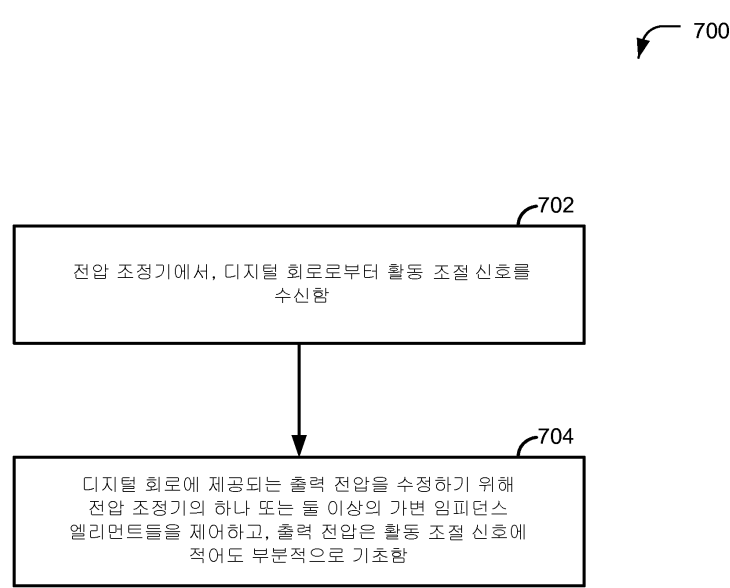 700
702
전압 조정기에서, 디지털 회로로부터 활동 조절 신호를
수신함
704
디지털 회로에 제공되는 출력 전압을 수정하기 위해
전압 조정기의 하나 또는 둘 이상의 가변 임피던스
엘리먼트들을 제어하고, 출력 전압은 활동 조절 신호에
적어도 부분적으로 기초함